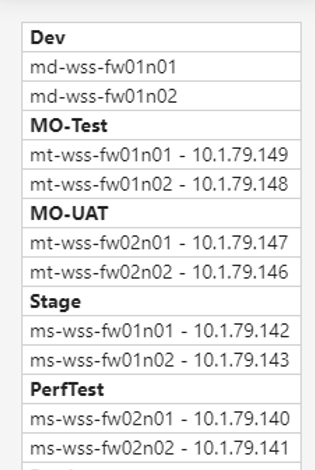 Dev
md-wss-fw01n01
md-wss-fw01n02
MO-Test
mt-wss-fw01n01 - 10.1.79.149
mt-wss-fw01n02 - 10.1.79.148
MO-UAT
mt-wss-fw02n01 - 10.1.79.147
mt-wss-fw02n02 - 10.1.79.146
Stage
ms-wss-fw01n01 - 10.1.79.142
ms-wss-fw01n02 - 10.1.79.143
PerfTest
ms-wss-fw02n01 - 10.1.79.140
ms-wss-fw02n02 - 10.1.79.141